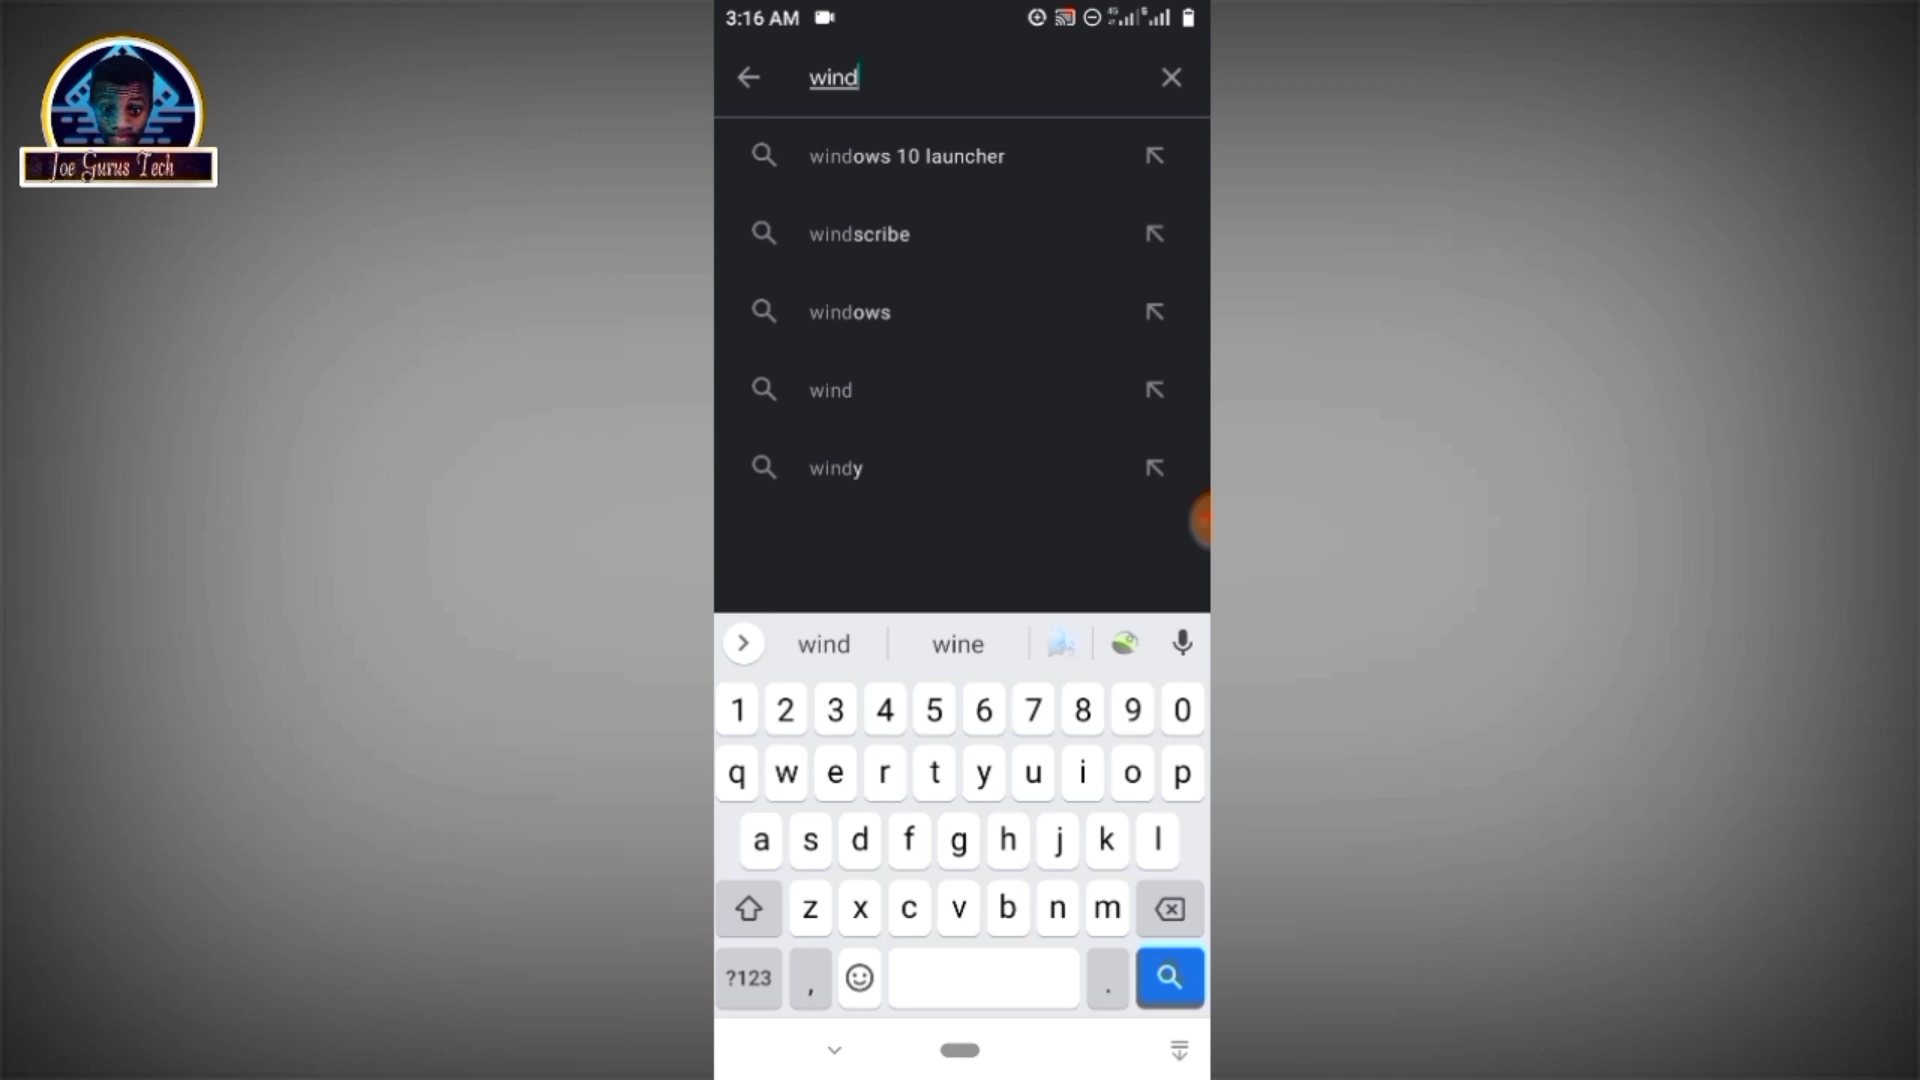 3:16 AM
Joe Gurus Tech
wind
windows 10 launcher
windscribe
windows
wind
windy
wind wine
1 2 3 4 5 6 7 8 9 0
q w e r t y u i o p
a s d f g h j k l
z x c v b n m
?123 , .